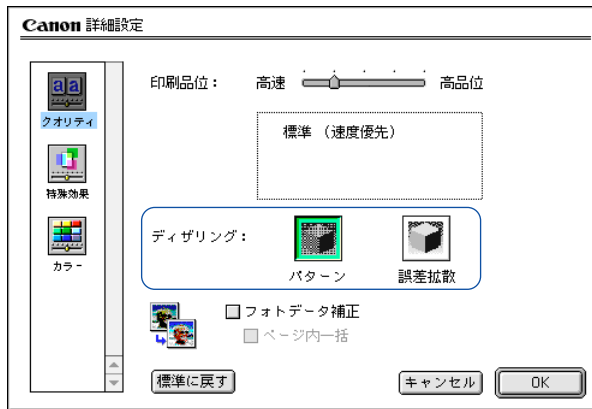 Canon 詳細設定
aa
クオリティ
特殊効果
カラー
印刷品位： 高速 高品位
標準 （速度優先）
ディザリング：
パターン 誤差拡散
フォトデータ補正
ページ内一括
標準に戻す キャンセル OK